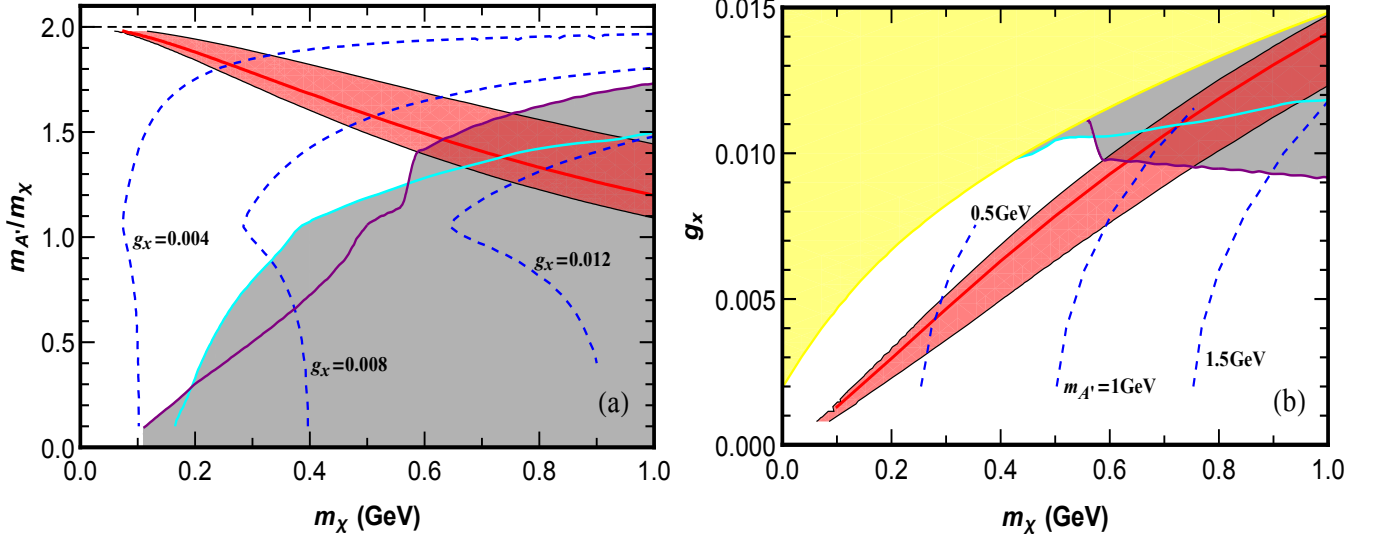 2.0
1.5
1.0
0.5
0.0
m_A'/m_χ
g_x=0.004
g_x=0.008
g_x=0.012
(a)
0.0 0.2 0.4 0.6 0.8 1.0
m_χ (GeV)
0.015
0.010
0.005
0.000
g_x
0.5GeV
m_A'=1GeV
1.5GeV
(b)
0.0 0.2 0.4 0.6 0.8 1.0
m_χ (GeV)